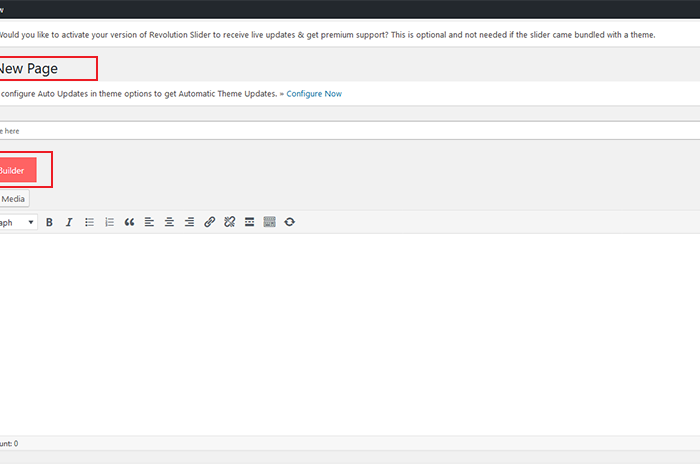 Would you like to activate your version of Revolution Slider to receive live updates & get premium support? This is optional and not needed if the slider came bundled with a theme.
New Page
configure Auto Updates in theme options to get Automatic Theme Updates. » Configure Now
here
Builder
Media
B I
0